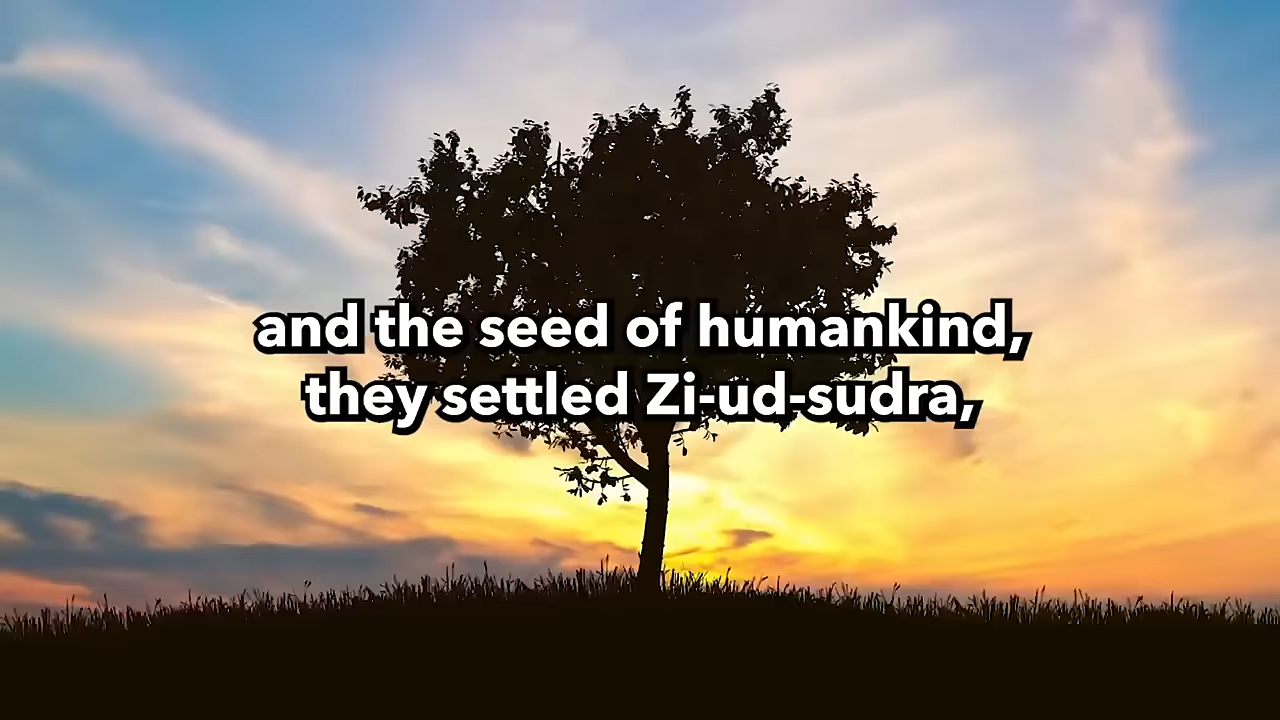 and the seed of humankind,
they settled Zi-ud-sudra,